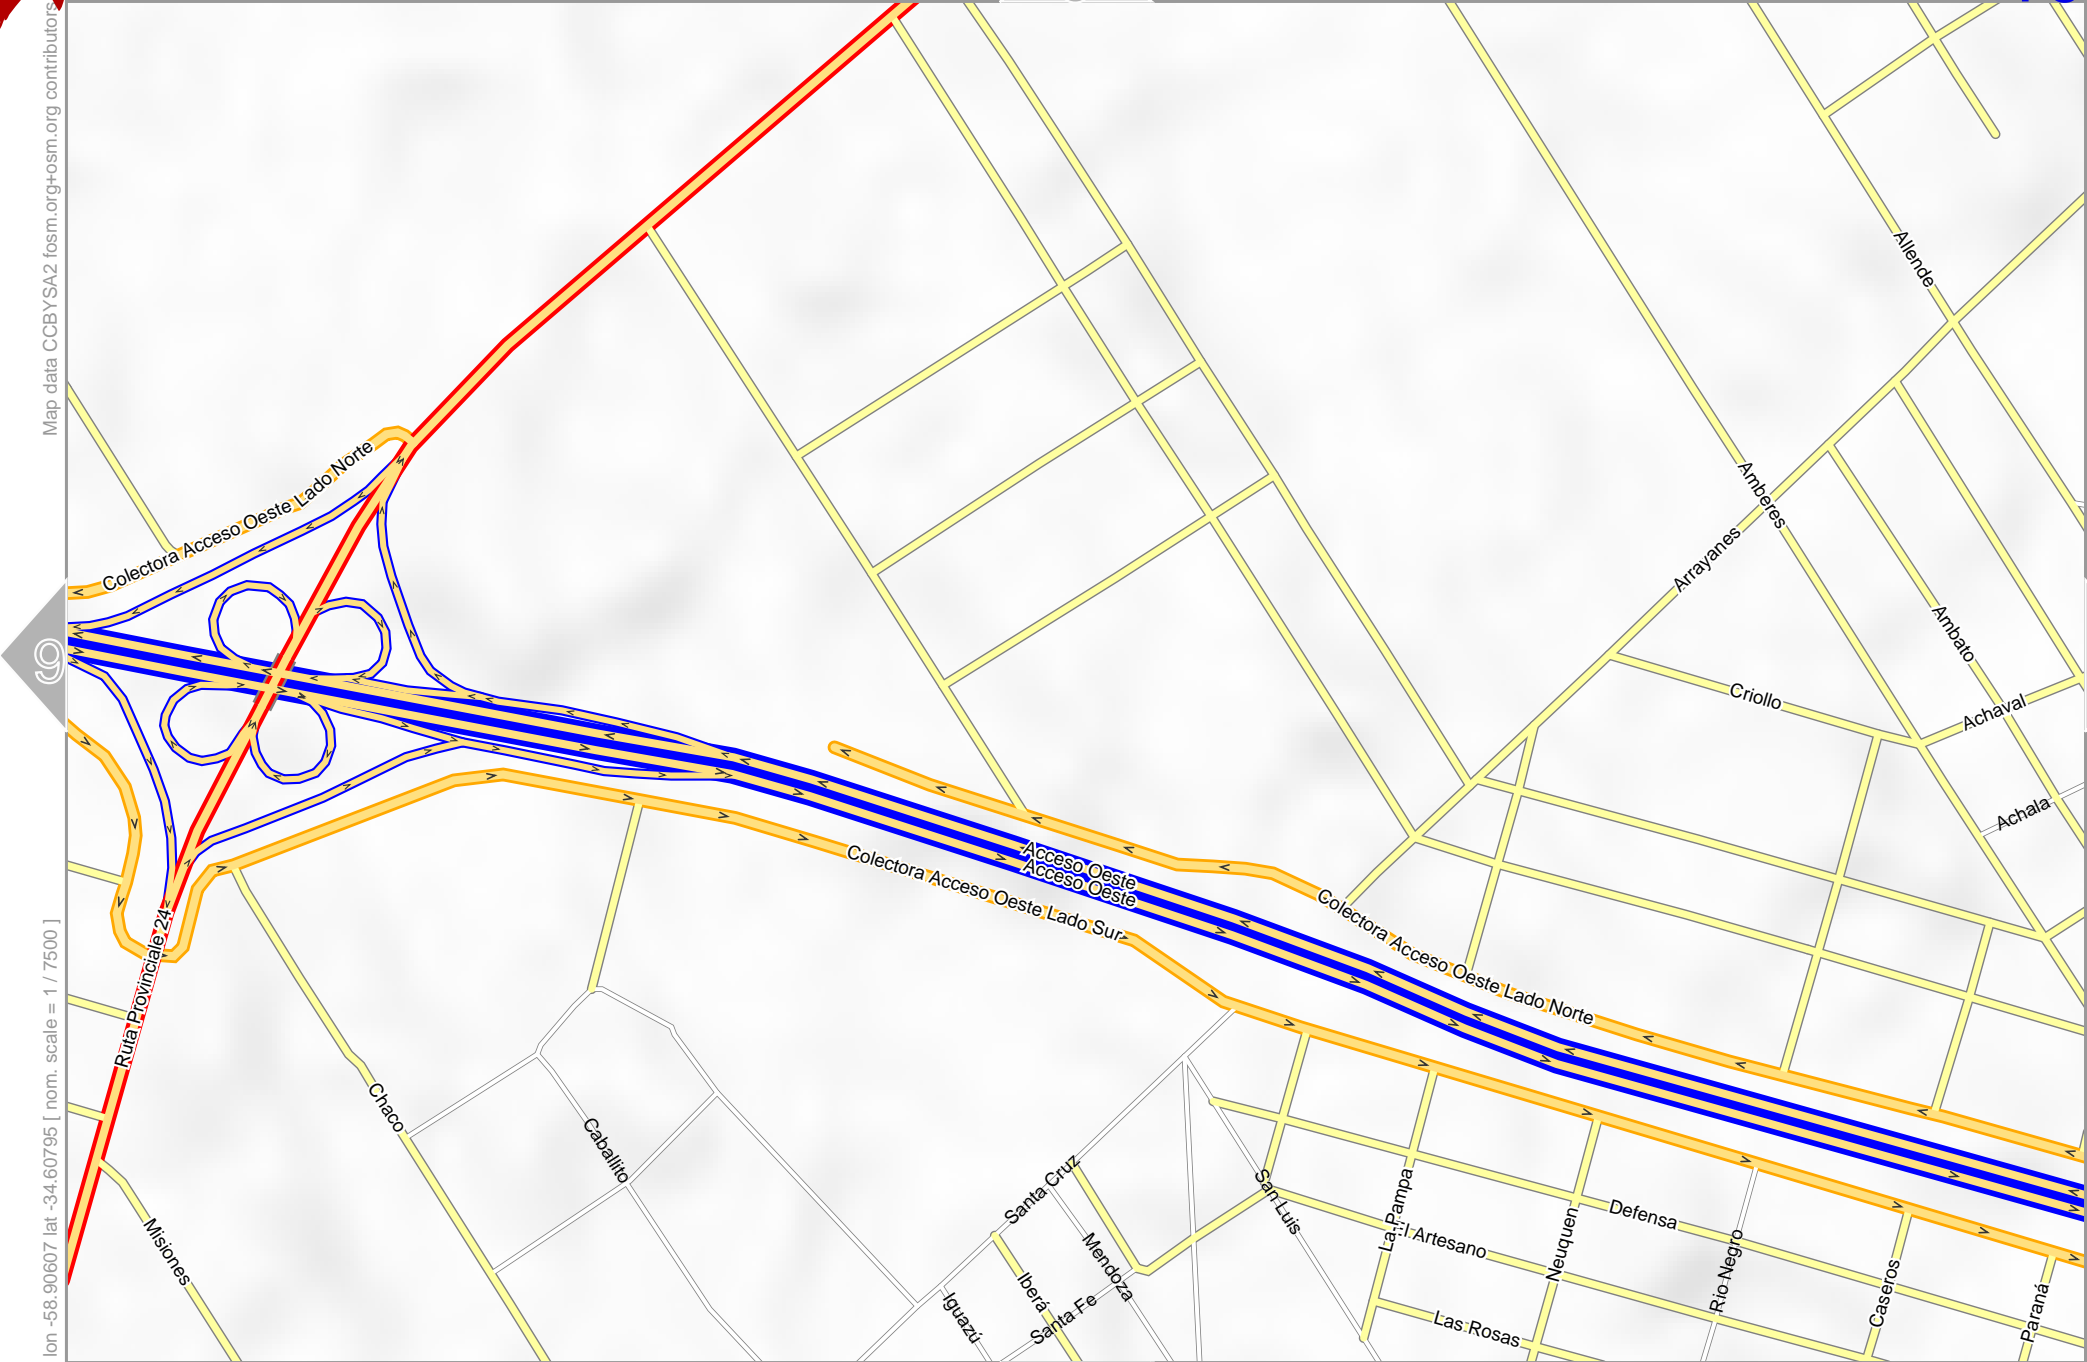 Map data CCBYSA2 fosm.org+osm.org contributors
lon -58.90607 lat -34.60795 [ nom. scale = 1 / 7500 ]
9
Allende
Colectora Acceso Oeste Lado Norte
Amberes
Arrayanes
Ambato
Criollo
Achaval
Achala
Acceso Oeste
Acceso Oeste
Colectora Acceso Oeste Lado Sur
Colectora Acceso Oeste Lado Norte
Ruta Provinciale 24
Chaco
Caballito
Misiones
Santa Cruz
San Luis
La Pampa
El Artesano
Defensa
Neuquen
Rio Negro
Caseros
Paraná
Mendoza
Iberá
Iguazú
Santa Fe
Las Rosas